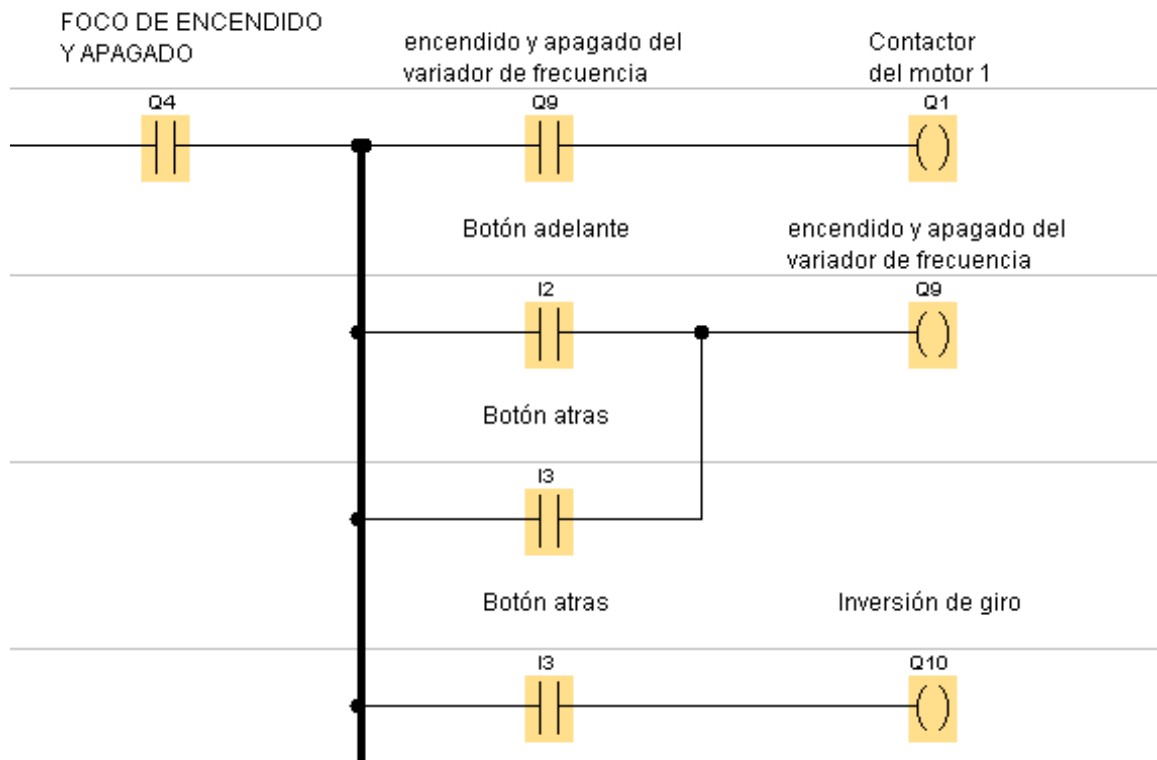 FOCO DE ENCENDIDO
Y APAGADO
encendido y apagado del
variador de frecuencia
Contactor
del motor 1
Q4
Q9
Q1
Botón adelante
encendido y apagado del
variador de frecuencia
I2
Q9
Botón atras
I3
Botón atras
Inversión de giro
I3
Q10